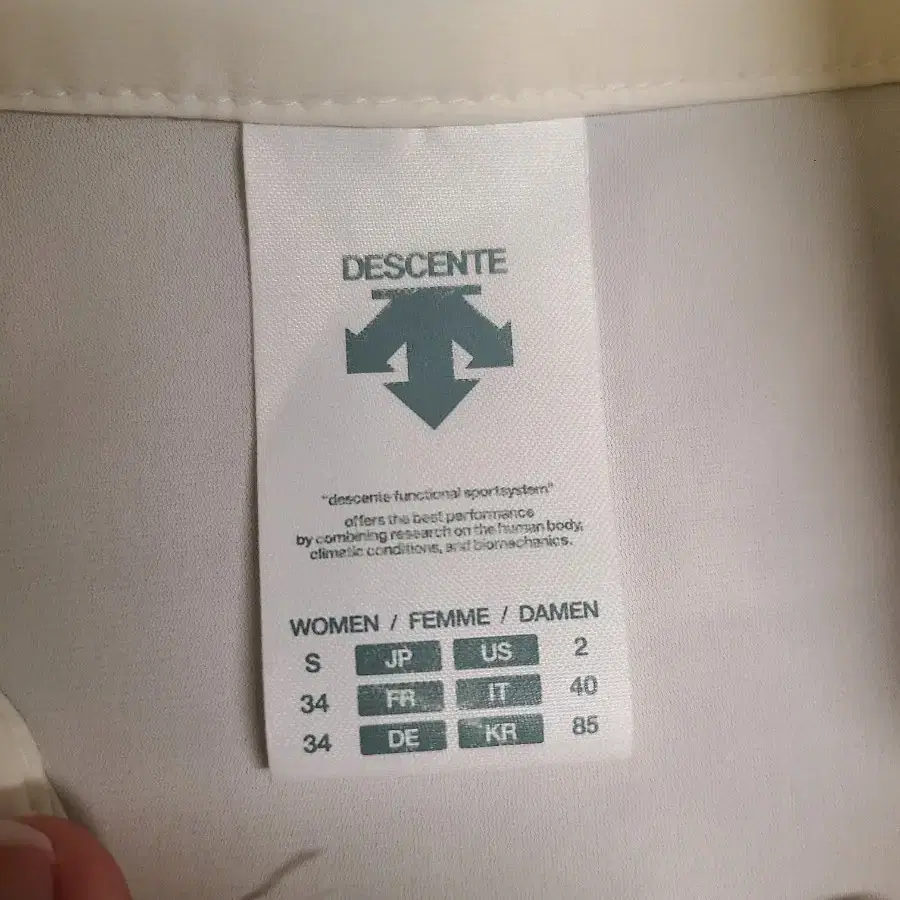 DESCENTE
"descente functional sportsystem"
offers the best performance
by combining research on the human body,
climatic conditions, and biomechanics.
WOMEN / FEMME / DAMEN
S JP US 2
34 FR IT 40
34 DE KR 85